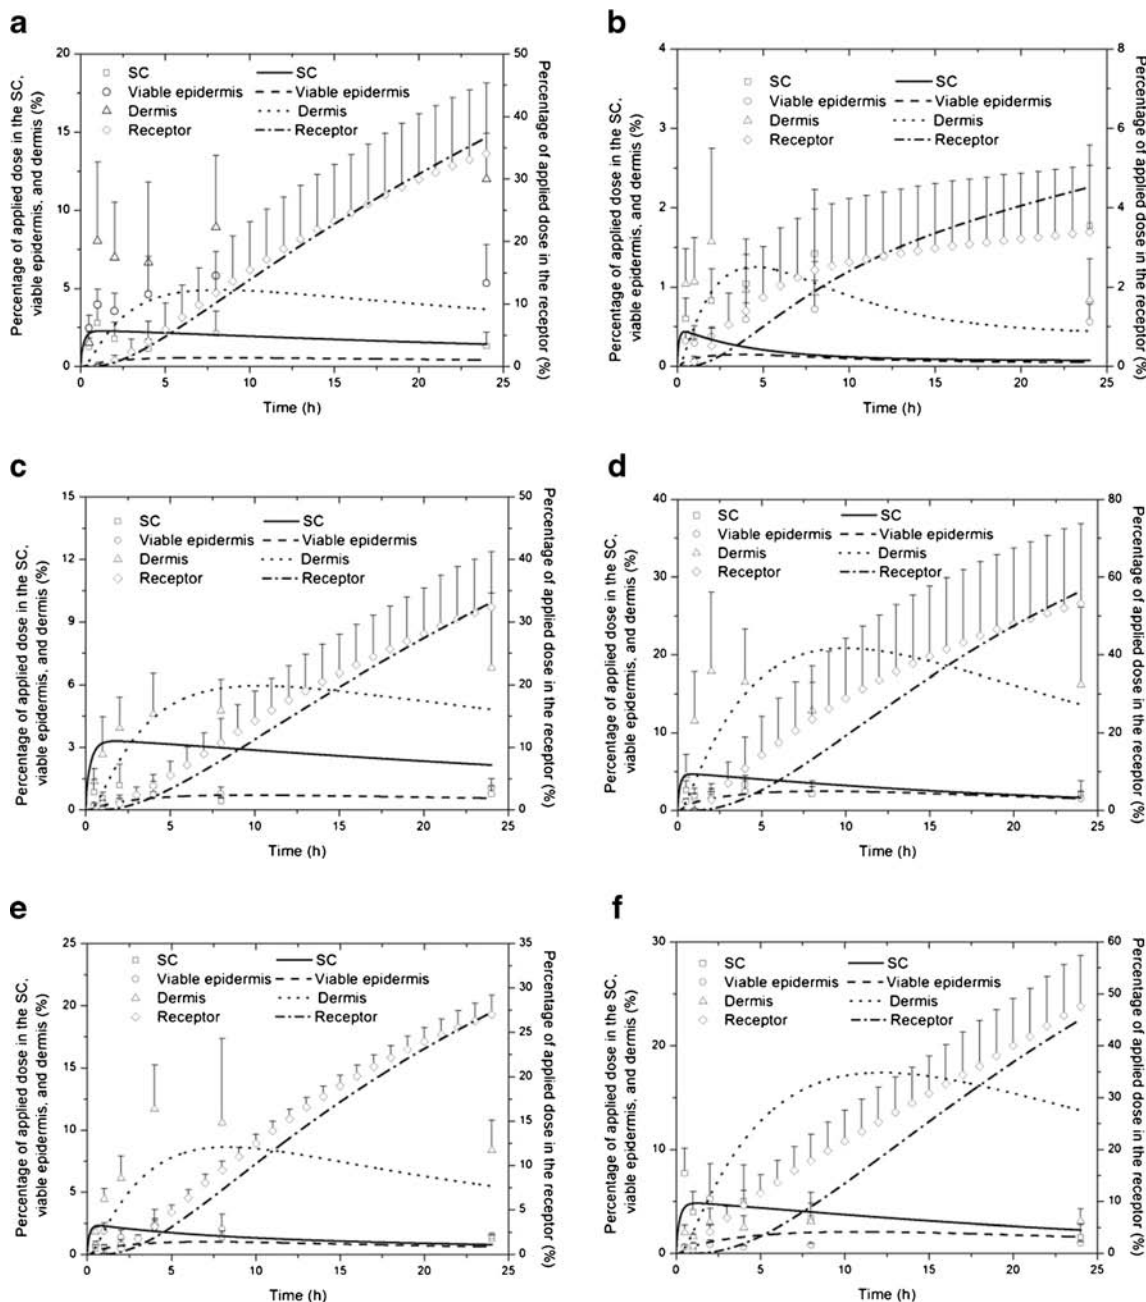 a
Percentage of applied dose in the SC,
viable epidermis, and dermis (%)
20
15
10
5
0
SC SC
Viable epidermis Viable epidermis
Dermis Dermis
Receptor Receptor
50
40
30
20
10
0
Percentage of applied dose in the receptor (%)
0 5 10 15 20 25
Time (h)
b
Percentage of applied dose in the SC,
viable epidermis, and dermis (%)
4
3
2
1
0
SC SC
Viable epidermis Viable epidermis
Dermis Dermis
Receptor Receptor
8
6
4
2
0
Percentage of applied dose in the receptor (%)
0 5 10 15 20 25
Time (h)
c
Percentage of applied dose in the SC,
viable epidermis, and dermis (%)
15
12
9
6
3
0
SC SC
Viable epidermis Viable epidermis
Dermis Dermis
Receptor Receptor
50
40
30
20
10
0
Percentage of applied dose in the receptor (%)
0 5 10 15 20 25
Time (h)
d
Percentage of applied dose in the SC,
viable epidermis, and dermis (%)
40
30
20
10
0
SC SC
Viable epidermis Viable epidermis
Dermis Dermis
Receptor Receptor
80
60
40
20
0
Percentage of applied dose in the receptor (%)
0 5 10 15 20 25
Time (h)
e
Percentage of applied dose in the SC,
viable epidermis, and dermis (%)
25
20
15
10
5
0
SC SC
Viable epidermis Viable epidermis
Dermis Dermis
Receptor Receptor
35
30
25
20
15
10
5
0
Percentage of applied dose in the receptor (%)
0 5 10 15 20 25
Time (h)
f
Percentage of applied dose in the SC,
viable epidermis, and dermis (%)
30
20
10
0
SC SC
Viable epidermis Viable epidermis
Dermis Dermis
Receptor Receptor
60
50
40
30
20
10
0
Percentage of applied dose in the receptor (%)
0 5 10 15 20 25
Time (h)